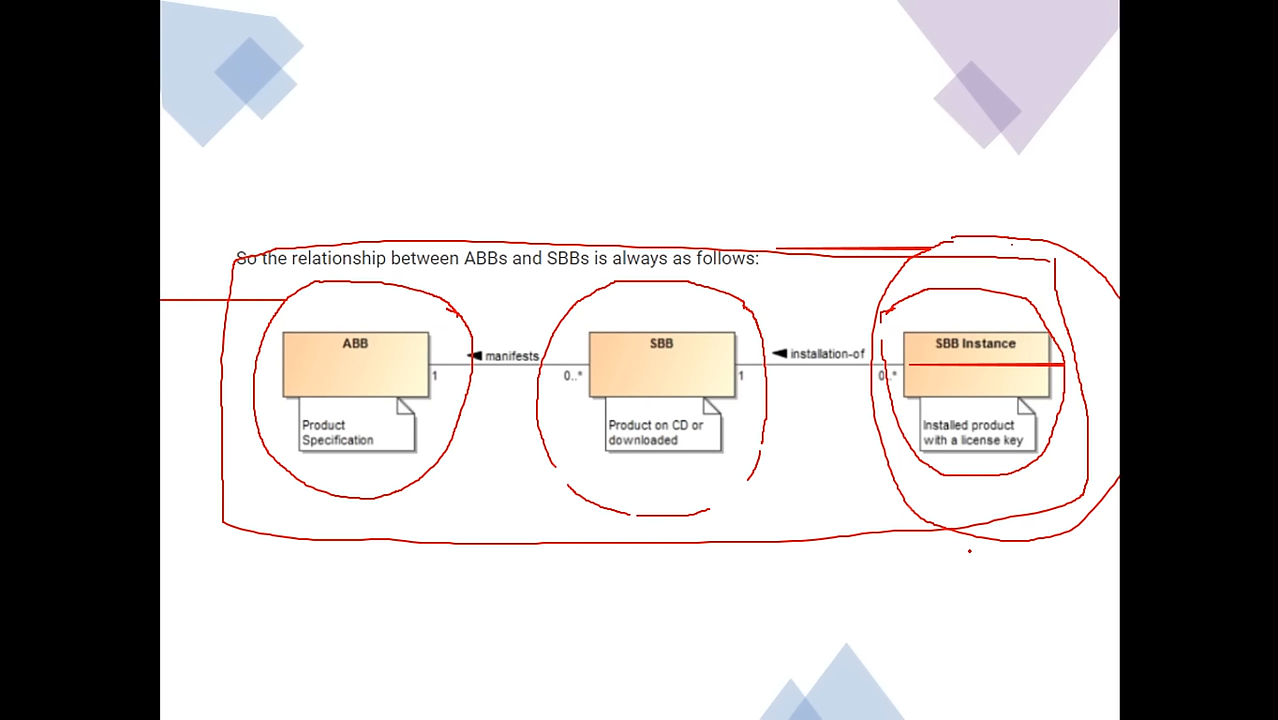 So the relationship between ABBs and SBBs is always as follows:
ABB
SBB
SBB Instance
manifests
installation-of
1
0..*
1
0..*
Product
Specification
Product on CD or
downloaded
Installed product
with a license key